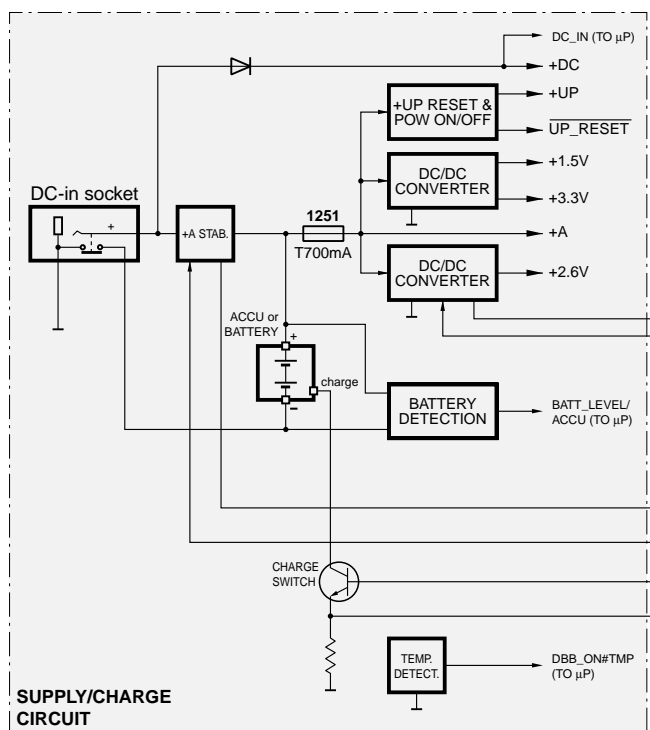 DC_IN (TO μP)
+DC
+UP RESET &
POW ON/OFF
+UP
UP_RESET
DC/DC
CONVERTER
+1.5V
+3.3V
DC-in socket
+
+A STAB.
1251
T700mA
+A
DC/DC
CONVERTER
+2.6V
ACCU or
BATTERY
+
charge
–
BATTERY
DETECTION
BATT_LEVEL/
ACCU (TO μP)
CHARGE
SWITCH
TEMP.
DETECT.
DBB_ON#TMP
(TO μP)
SUPPLY/CHARGE
CIRCUIT